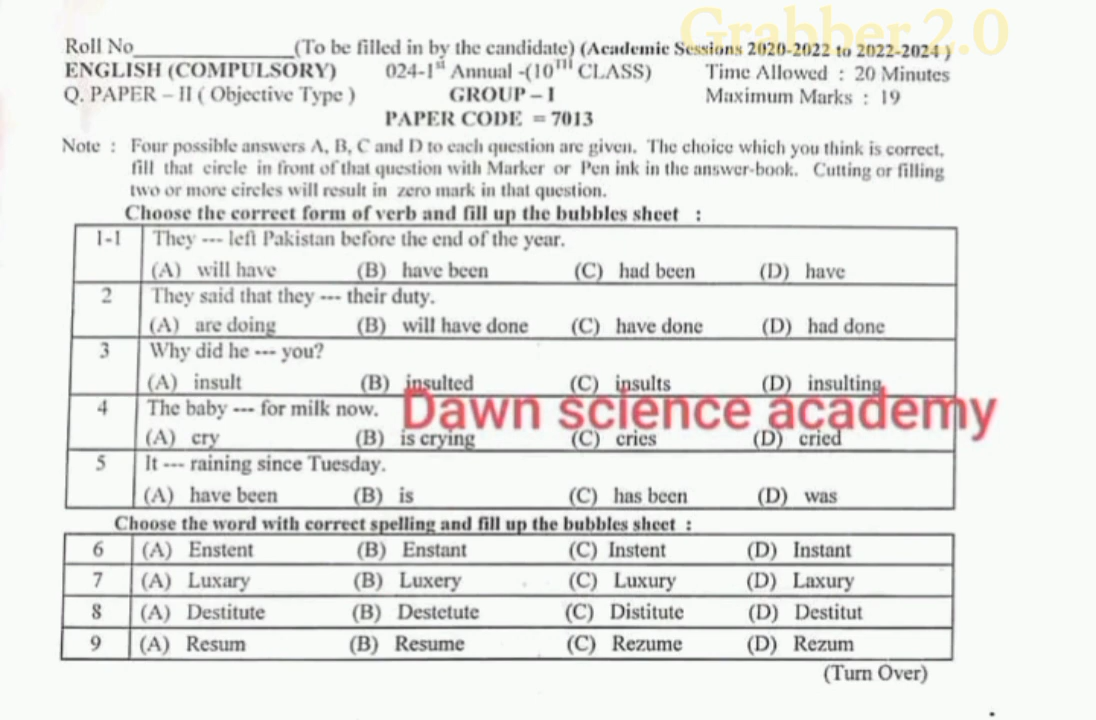 Grabber 2.0
Roll No____________(To be filled in by the candidate) (Academic Sessions 2020-2022 to 2022-2024 )
ENGLISH (COMPULSORY) 024-1st Annual -(10TH CLASS) Time Allowed : 20 Minutes
Q. PAPER – II ( Objective Type ) GROUP – I Maximum Marks : 19
PAPER CODE = 7013
Note : Four possible answers A, B, C and D to each question are given. The choice which you think is correct,
fill that circle in front of that question with Marker or Pen ink in the answer-book. Cutting or filling
two or more circles will result in zero mark in that question.
Choose the correct form of verb and fill up the bubbles sheet :
1-1 They --- left Pakistan before the end of the year.
(A) will have (B) have been (C) had been (D) have
2 They said that they --- their duty.
(A) are doing (B) will have done (C) have done (D) had done
3 Why did he --- you?
(A) insult (B) insulted (C) insults (D) insulting
4 The baby --- for milk now.
Dawn science academy
(A) cry (B) is crying (C) cries (D) cried
5 It --- raining since Tuesday.
(A) have been (B) is (C) has been (D) was
Choose the word with correct spelling and fill up the bubbles sheet :
6 (A) Enstent (B) Enstant (C) Instent (D) Instant
7 (A) Luxary (B) Luxery (C) Luxury (D) Laxury
8 (A) Destitute (B) Destetute (C) Distitute (D) Destitut
9 (A) Resum (B) Resume (C) Rezume (D) Rezum
(Turn Over)